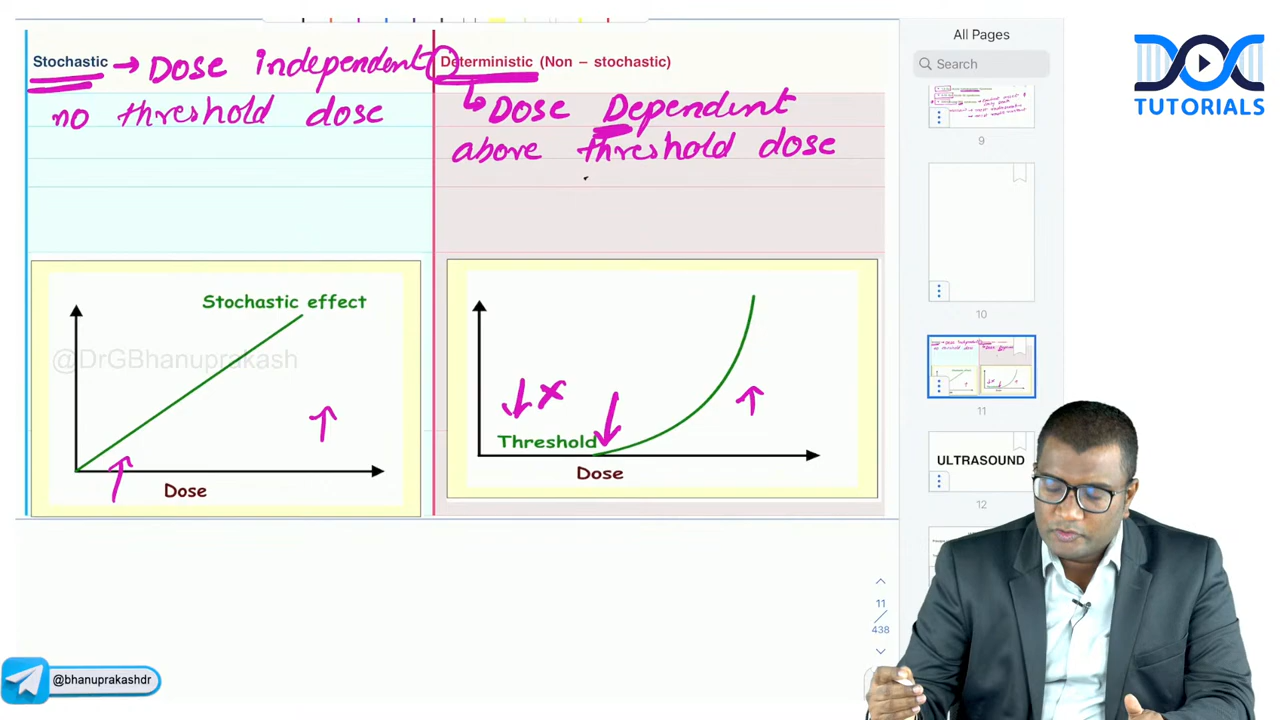 Stochastic → Dose independent
no threshold dose
Deterministic (Non – stochastic)
↳ Dose Dependent
above threshold dose
Stochastic effect
@DrGBhanuprakash
Dose
Threshold
Dose
All Pages
Search
9
10
11
ULTRASOUND
12
11
438
DOC
TUTORIALS
@bhanuprakashdr